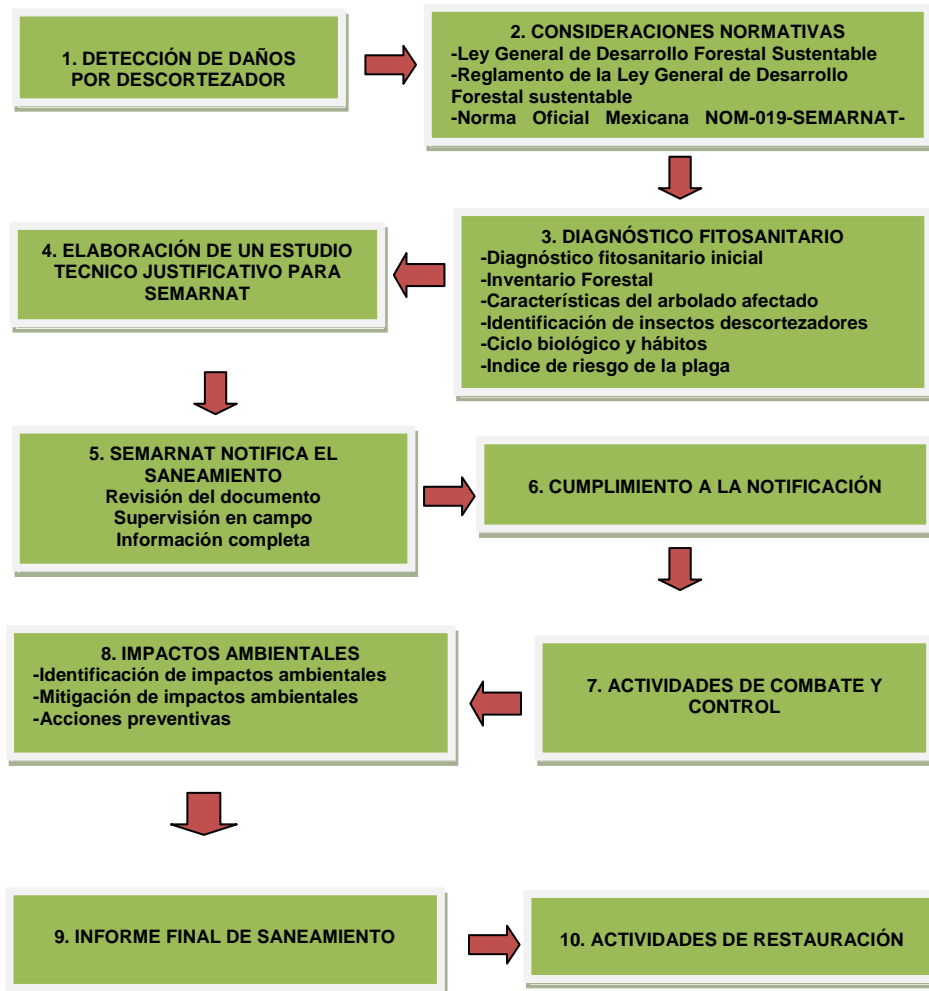 1. DETECCIÓN DE DAÑOS
POR DESCORTEZADOR
2. CONSIDERACIONES NORMATIVAS
-Ley General de Desarrollo Forestal Sustentable
-Reglamento de la Ley General de Desarrollo
Forestal sustentable
-Norma Oficial Mexicana NOM-019-SEMARNAT-
3. DIAGNÓSTICO FITOSANITARIO
-Diagnóstico fitosanitario inicial
-Inventario Forestal
-Características del arbolado afectado
-Identificación de insectos descortezadores
-Ciclo biológico y hábitos
-Indice de riesgo de la plaga
4. ELABORACIÓN DE UN ESTUDIO
TECNICO JUSTIFICATIVO PARA
SEMARNAT
5. SEMARNAT NOTIFICA EL
SANEAMIENTO
Revisión del documento
Supervisión en campo
Información completa
6. CUMPLIMIENTO A LA NOTIFICACIÓN
7. ACTIVIDADES DE COMBATE Y
CONTROL
8. IMPACTOS AMBIENTALES
-Identificación de impactos ambientales
-Mitigación de impactos ambientales
-Acciones preventivas
9. INFORME FINAL DE SANEAMIENTO
10. ACTIVIDADES DE RESTAURACIÓN